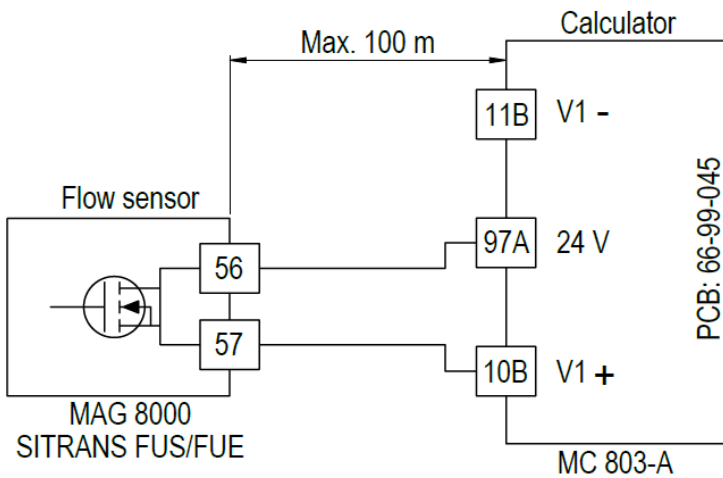 Calculator
Max. 100 m
11B V1 -
Flow sensor
97A 24 V
56
57
10B V1 +
PCB: 66-99-045
MAG 8000
SITRANS FUS/FUE
MC 803-A